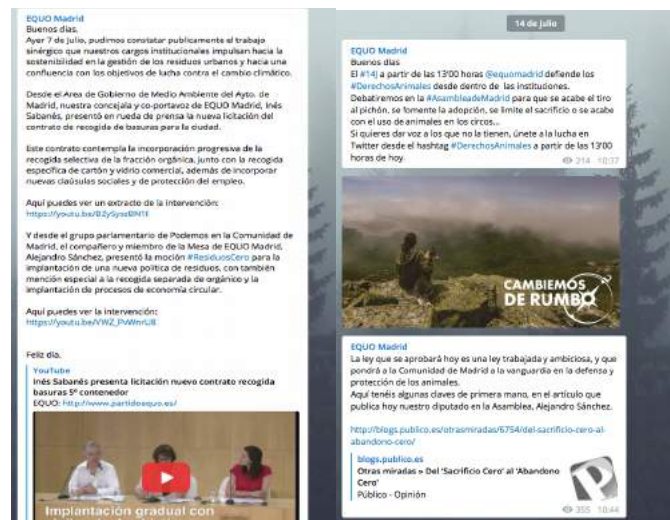 EQUO Madrid
Buenos días.
Ayer 7 de Julio, pudimos constatar publicamente el trabajo
sinérgico que nuestros cargos institucionales impulsan hacia la
sostenibilidad en la gestión de los residuos urbanos y hacia una
confluencia con los objetivos de lucha contra el cambio climático.
Desde el Area de Gobierno de Medio Ambiente del Ayto. de
Madrid, nuestra concejala y co-portavoz de EQUO Madrid, Inés
Sabanés, presentó en rueda de prensa la nueva licitación del
contrato de recogida de basuras para la ciudad.
Este contrato contempla la incorporación progresiva de la
recogida selectiva de la fracción orgánica, junto con la recogida
específica de cartón y vidrio comercial, además de incorporar
nuevas claúsulas sociales y de protección del empleo.
Aquí puedes ver un extracto de la intervención:
Y desde el grupo parlamentario de Podemos en la Comunidad de
Madrid, el compañero y miembro de la Mesa de EQUO Madrid,
Alejandro Sánchez, presentó la moción #ResiduosCero para la
implantación de una nueva política de residuos, con también
mención especial a la recogida separada de orgánico y la
implantación de procesos de economía circular.
Aquí puedes ver la intervención:
Feliz día.
YouTube
Inés Sabanés presenta licitación nuevo contrato recogida
basuras 5º contenedor
EQUO: http://www.partidoequo.es/
Implantación gradual con
14 de julio
EQUO Madrid
Buenos días
El #14J a partir de las 13'00 horas @equomadrid defiende los
#DerechosAnimales desde dentro de las instituciones.
Debatiremos en la #AsambleadeMadrid para que se acabe el tiro
al pichón, se fomente la adopción, se limite el sacrificio o se acabe
con el uso de animales en los circos...
Si quieres dar voz a los que no la tienen, únete a la lucha en
Twitter desde el hashtag #DerechosAnimales a partir de las 13'00
horas de hoy
214 10:37
CAMBIEMOS
DE RUMBO
EQUO Madrid
La ley que se aprobará hoy es una ley trabajada y ambiciosa, y que
pondrá a la Comunidad de Madrid a la vanguardia en la defensa y
protección de los animales.
Aquí tenéis algunas claves de primera mano, en el artículo que
publica hoy nuestro diputado en la Asamblea, Alejandro Sánchez.
http://blogs.publico.es/otrasmiradas/6754/del-sacrificio-cero-al-
abandono-cero/
blogs.publico.es
Otras miradas » Del 'Sacrificio Cero' al 'Abandono
Cero'
Público - Opinión
355 10:44